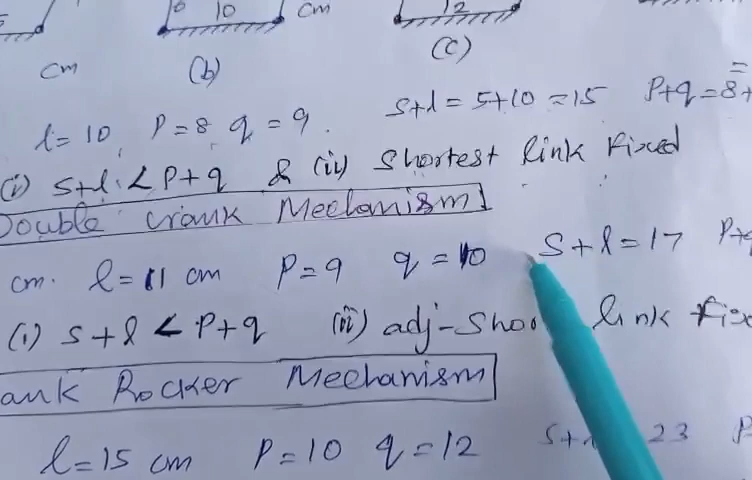 10 cm 12
cm (b) (c)
l=10, P=8 q=9. S+l=5+10=15 P+q=8+
(i) S+l<P+q & (ii) Shortest link Fixed
Double crank Mechanism
cm. l=11 cm P=9 q=10 S+l=17
(i) S+l<P+q (ii) adj-Shor link
Rocker Mechanism
l=15 cm P=10 q=12 23